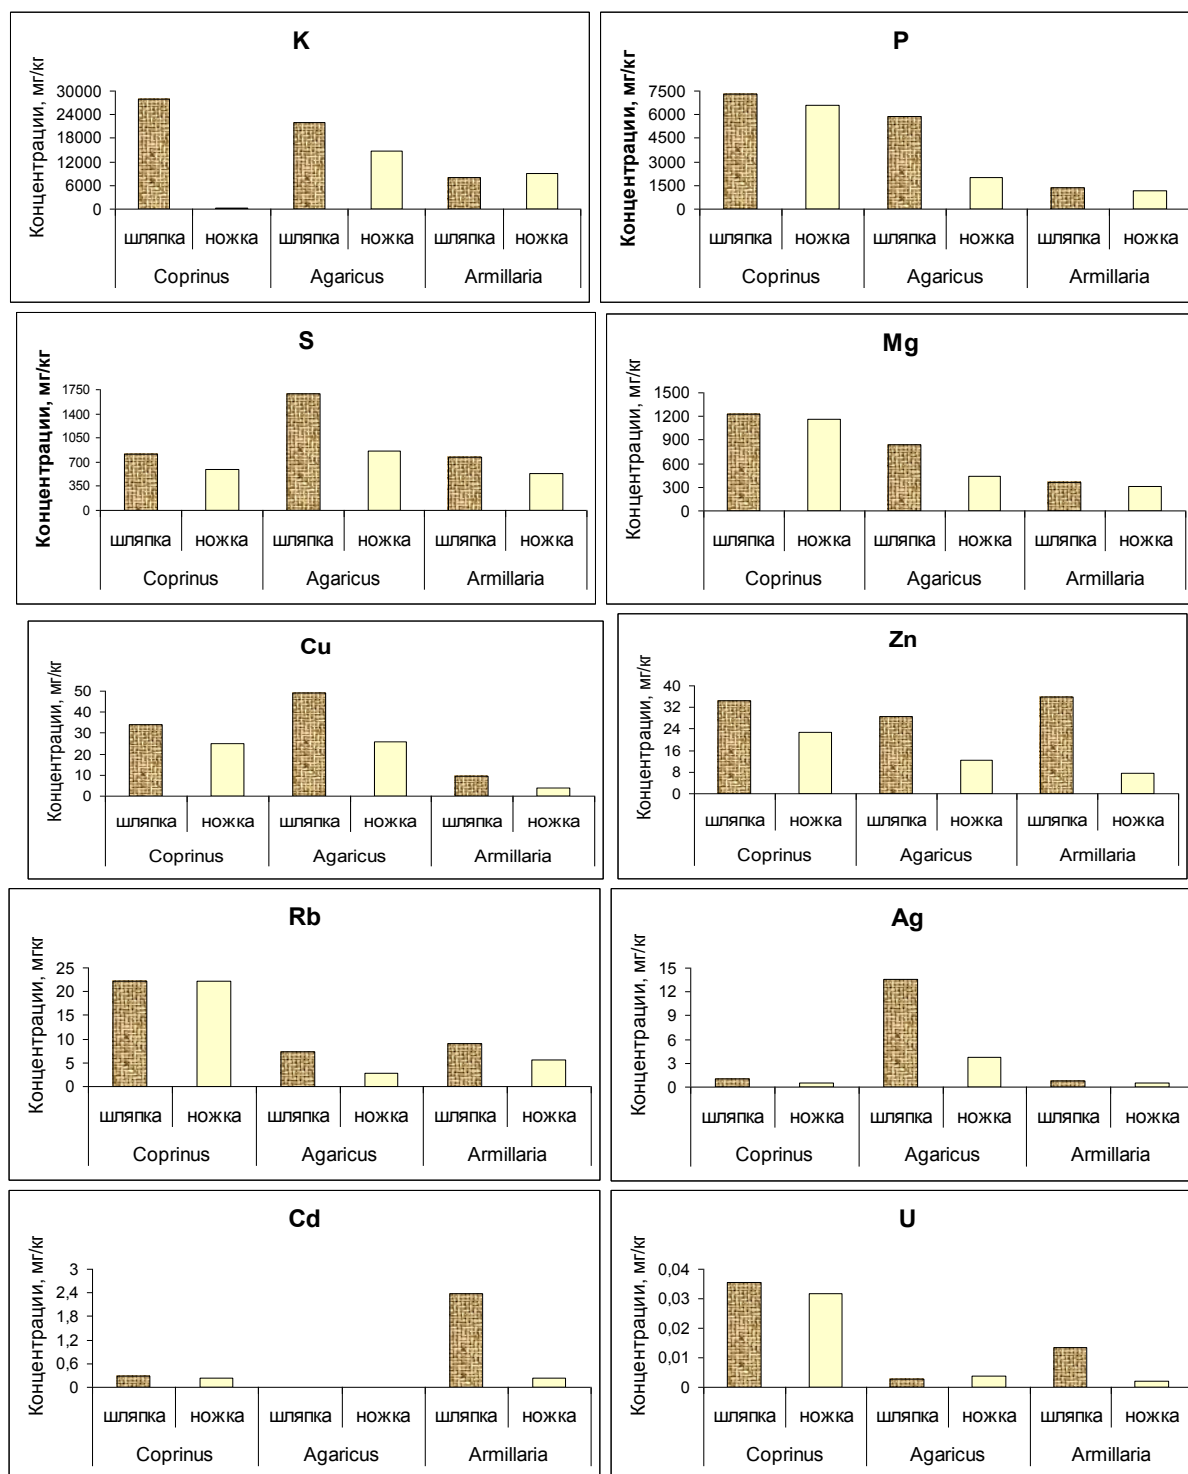 K
Концентрации, мг/кг
30000
24000
18000
12000
6000
0
шляпка ножка шляпка ножка шляпка ножка
Coprinus Agaricus Armillaria
P
Концентрации, мг/кг
7500
6000
4500
3000
1500
0
шляпка ножка шляпка ножка шляпка ножка
Coprinus Agaricus Armillaria
S
Концентрации, мг/кг
1750
1400
1050
700
350
0
шляпка ножка шляпка ножка шляпка ножка
Coprinus Agaricus Armillaria
Mg
Концентрации, мг/кг
1500
1200
900
600
300
0
шляпка ножка шляпка ножка шляпка ножка
Coprinus Agaricus Armillaria
Cu
Концентрации, мг/кг
50
40
30
20
10
0
шляпка ножка шляпка ножка шляпка ножка
Coprinus Agaricus Armillaria
Zn
Концентрации, мг/кг
40
32
24
16
8
0
шляпка ножка шляпка ножка шляпка ножка
Coprinus Agaricus Armillaria
Rb
Концентрации, мгкг
25
20
15
10
5
0
шляпка ножка шляпка ножка шляпка ножка
Coprinus Agaricus Armillaria
Ag
Концентрации, мг/кг
15
12
9
6
3
0
шляпка ножка шляпка ножка шляпка ножка
Coprinus Agaricus Armillaria
Cd
Концентрации, мг/кг
3
2,4
1,8
1,2
0,6
0
шляпка ножка шляпка ножка шляпка ножка
Coprinus Agaricus Armillaria
U
Концентрации, мг/кг
0,04
0,03
0,02
0,01
0
шляпка ножка шляпка ножка шляпка ножка
Coprinus Agaricus Armillaria